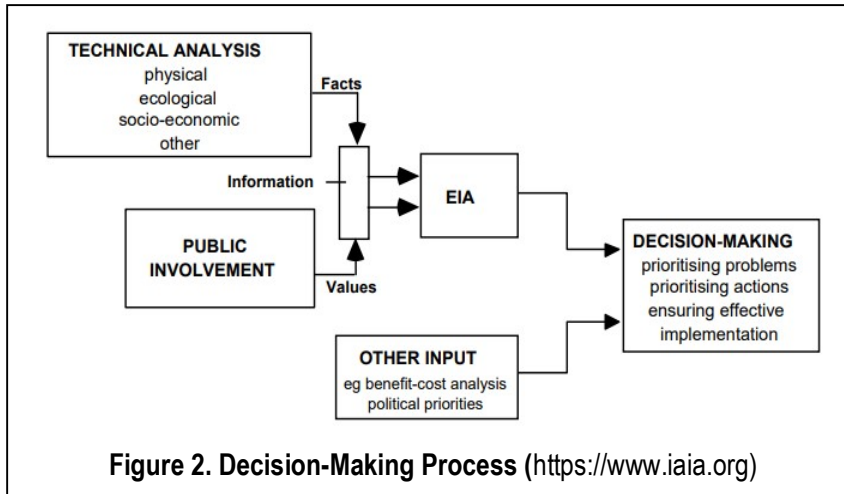 TECHNICAL ANALYSIS
physical
ecological
socio-economic
other
Facts
Information
EIA
PUBLIC
INVOLVEMENT
Values
DECISION-MAKING
prioritising problems
prioritising actions
ensuring effective
implementation
OTHER INPUT
eg benefit-cost analysis
political priorities
Figure 2. Decision-Making Process (https://www.iaia.org)